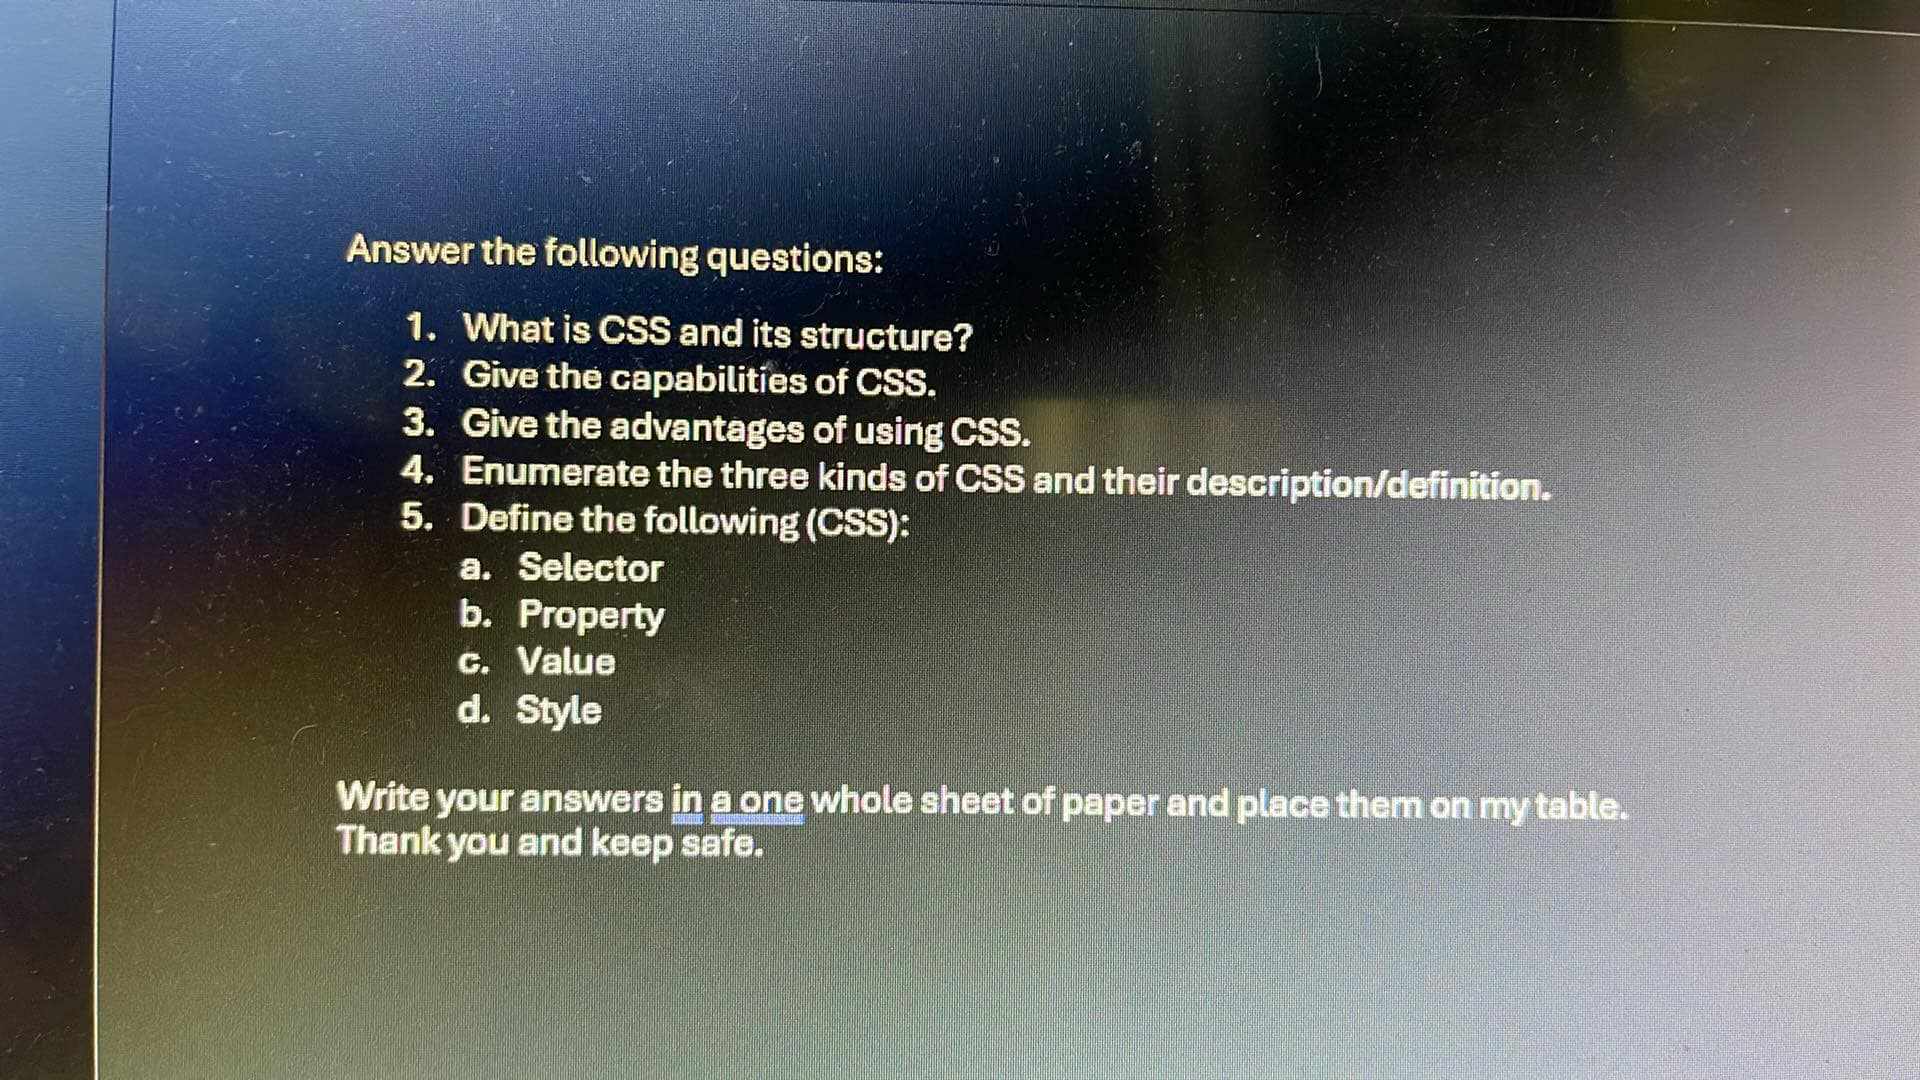 Answer the following questions:
1. What is CSS and its structure?
2. Give the capabilities of CSS.
3. Give the advantages of using CSS.
4. Enumerate the three kinds of CSS and their description/definition.
5. Define the following (CSS):
a. Selector
b. Property
c. Value
d. Style
Write your answers in a one whole sheet of paper and place them on my table.
Thank you and keep safe.